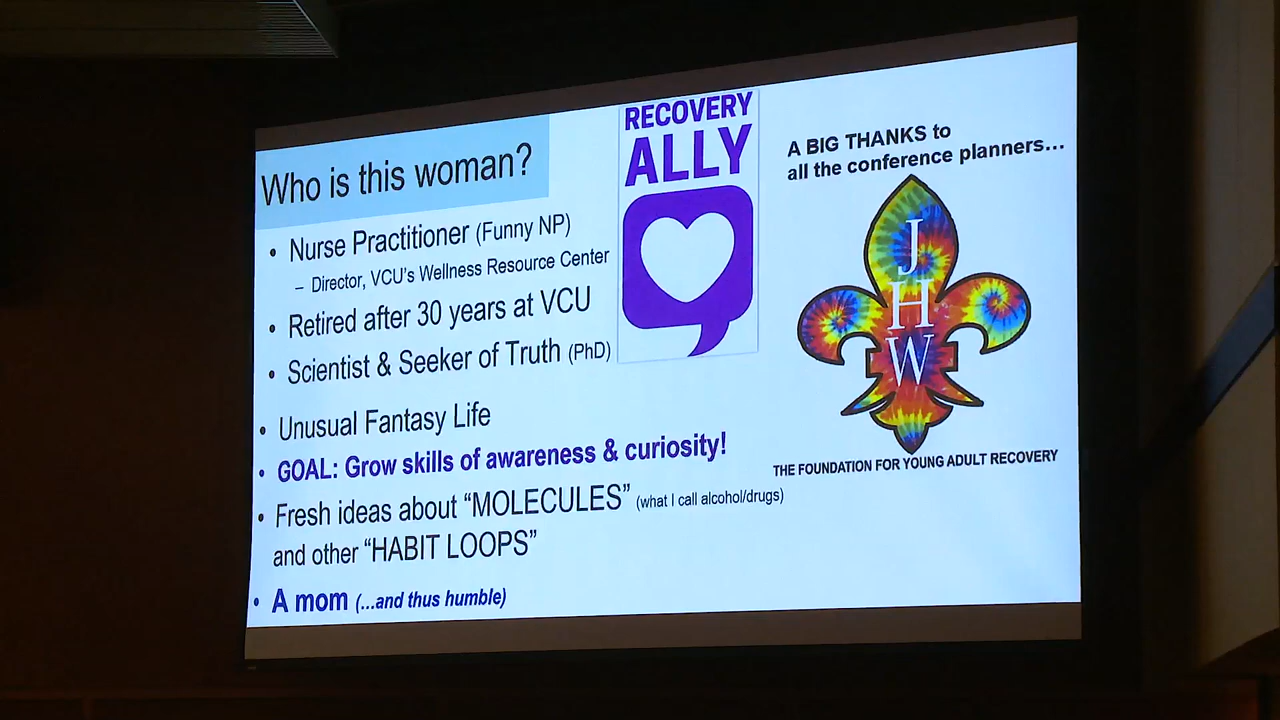 Who is this woman?
• Nurse Practitioner (Funny NP)
– Director, VCU's Wellness Resource Center
• Retired after 30 years at VCU
• Scientist & Seeker of Truth (PhD)
• Unusual Fantasy Life
• GOAL: Grow skills of awareness & curiosity!
• Fresh ideas about “MOLECULES” (what I call alcohol/drugs)
and other “HABIT LOOPS”
• A mom (...and thus humble)
RECOVERY
ALLY
A BIG THANKS to
all the conference planners...
J
H
W
THE FOUNDATION FOR YOUNG ADULT RECOVERY